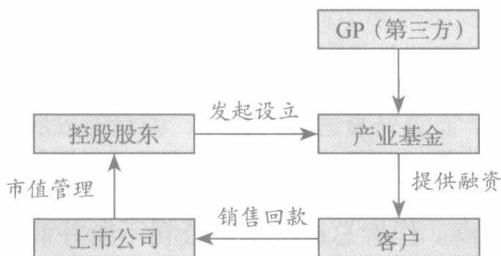 GP（第三方）
发起设立
控股股东
产业基金
市值管理
提供融资
销售回款
上市公司
客户